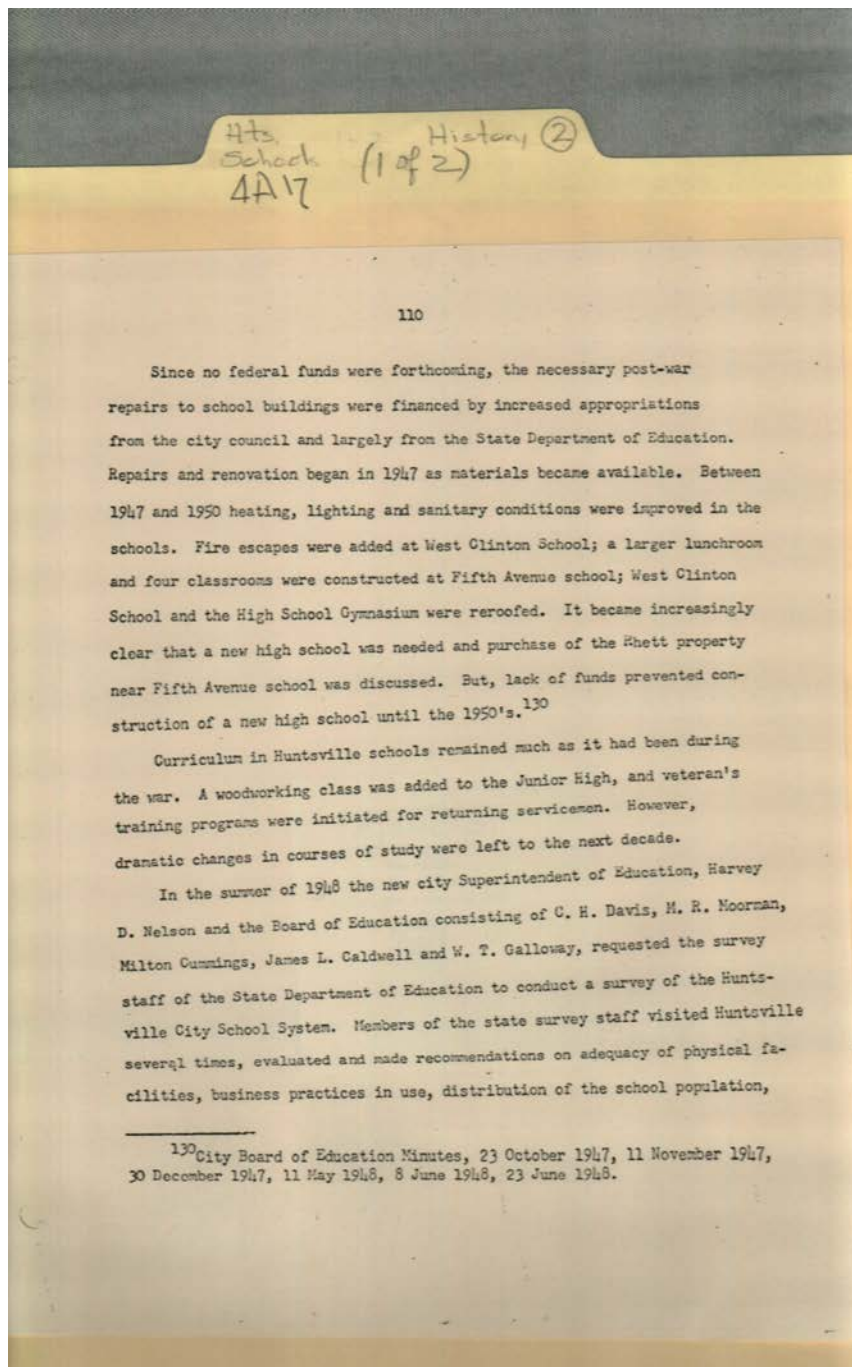 Hts. History ②
Schools (1 of 2)
4A17
110
Since no federal funds were forthcoming, the necessary post-war
repairs to school buildings were financed by increased appropriations
from the city council and largely from the State Department of Education.
Repairs and renovation began in 1947 as materials became available. Between
1947 and 1950 heating, lighting and sanitary conditions were improved in the
schools. Fire escapes were added at West Clinton School; a larger lunchroom
and four classrooms were constructed at Fifth Avenue school; West Clinton
School and the High School Gymnasium were reroofed. It became increasingly
clear that a new high school was needed and purchase of the Rhett property
near Fifth Avenue school was discussed. But, lack of funds prevented con-
struction of a new high school until the 1950's.130
Curriculum in Huntsville schools remained much as it had been during
the war. A woodworking class was added to the Junior High, and veteran's
training programs were initiated for returning servicemen. However,
dramatic changes in courses of study were left to the next decade.
In the summer of 1948 the new city Superintendent of Education, Harvey
D. Nelson and the Board of Education consisting of C. H. Davis, M. R. Moorman,
Milton Cummings, James L. Caldwell and W. T. Galloway, requested the survey
staff of the State Department of Education to conduct a survey of the Hunts-
ville City School System. Members of the state survey staff visited Huntsville
several times, evaluated and made recommendations on adequacy of physical fa-
cilities, business practices in use, distribution of the school population,
130City Board of Education Minutes, 23 October 1947, 11 November 1947,
30 December 1947, 11 May 1948, 8 June 1948, 23 June 1948.